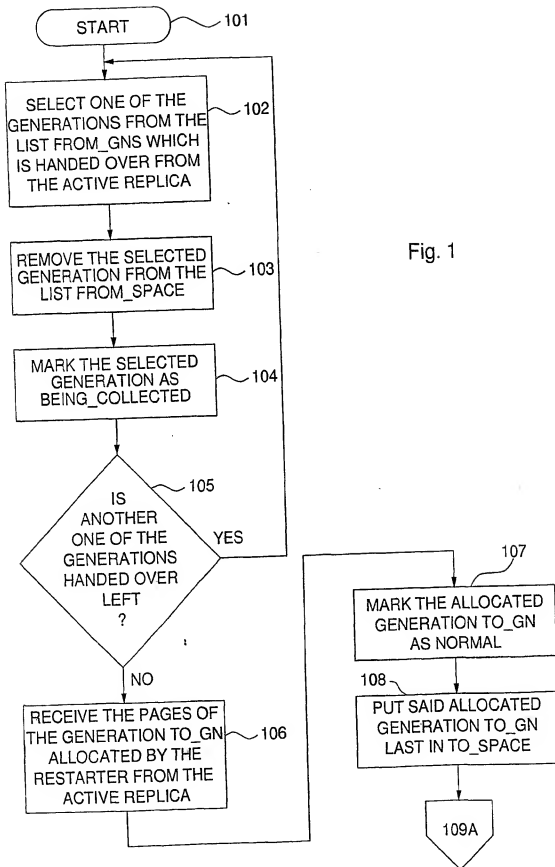 START
101
SELECT ONE OF THE
GENERATIONS FROM THE
LIST FROM_GNS WHICH
IS HANDED OVER FROM
THE ACTIVE REPLICA
102
REMOVE THE SELECTED
GENERATION FROM THE
LIST FROM_SPACE
103
Fig. 1
MARK THE SELECTED
GENERATION AS
BEING_COLLECTED
104
105
IS
ANOTHER
ONE OF THE
GENERATIONS
HANDED OVER
LEFT
?
YES
NO
RECEIVE THE PAGES OF
THE GENERATION TO_GN
ALLOCATED BY THE
RESTARTER FROM THE
ACTIVE REPLICA
106
107
MARK THE ALLOCATED
GENERATION TO_GN
AS NORMAL
108
PUT SAID ALLOCATED
GENERATION TO_GN
LAST IN TO_SPACE
109A